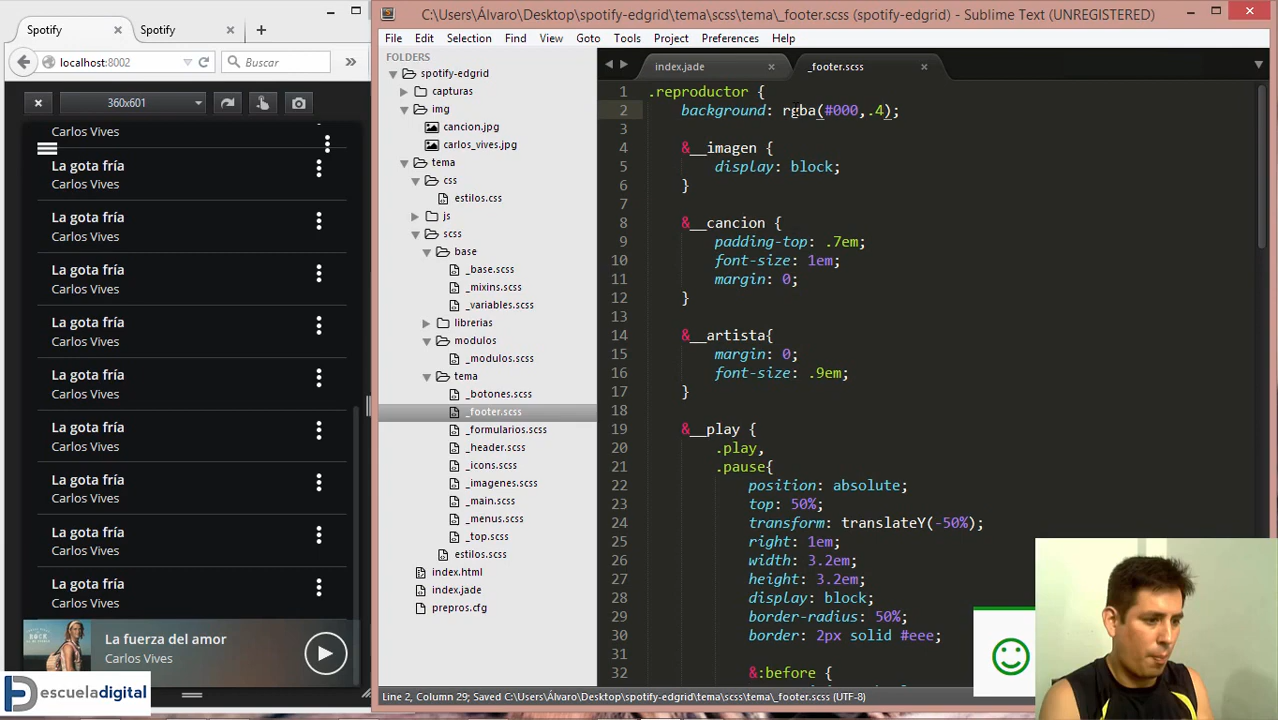 C:\Users\Álvaro\Desktop\spotify-edgrid\tema\scss\tema\_footer.scss (spotify-edgrid) - Sublime Text (UNREGISTERED)
Spotify
Spotify
localhost:8002
Buscar
360x601
Carlos Vives
La gota fría
Carlos Vives
La gota fría
Carlos Vives
La gota fría
Carlos Vives
La gota fría
Carlos Vives
La gota fría
Carlos Vives
La gota fría
Carlos Vives
La gota fría
Carlos Vives
La gota fría
Carlos Vives
La gota fría
Carlos Vives
La fuerza del amor
Carlos Vives
escueladigital
File Edit Selection Find View Goto Tools Project Preferences Help
FOLDERS
spotify-edgrid
capturas
img
cancion.jpg
carlos_vives.jpg
tema
css
estilos.css
js
scss
base
_base.scss
_mixins.scss
_variables.scss
librerias
modulos
_modulos.scss
tema
_botones.scss
_footer.scss
_formularios.scss
_header.scss
_icons.scss
_imagenes.scss
_main.scss
_menus.scss
_top.scss
estilos.scss
index.html
index.jade
prepros.cfg
index.jade
_footer.scss
1 .reproductor {
2 background: rgba(#000,.4);
3
4 &__imagen {
5 display: block;
6 }
7
8 &__cancion {
9 padding-top: .7em;
10 font-size: 1em;
11 margin: 0;
12 }
13
14 &__artista{
15 margin: 0;
16 font-size: .9em;
17 }
18
19 &__play {
20 .play,
21 .pause{
22 position: absolute;
23 top: 50%;
24 transform: translateY(-50%);
25 right: 1em;
26 width: 3.2em;
27 height: 3.2em;
28 display: block;
29 border-radius: 50%;
30 border: 2px solid #eee;
31
32 &:before {
Line 2, Column 29; Saved C:\Users\Álvaro\Desktop\spotify-edgrid\tema\scss\tema\_footer.scss (UTF-8)